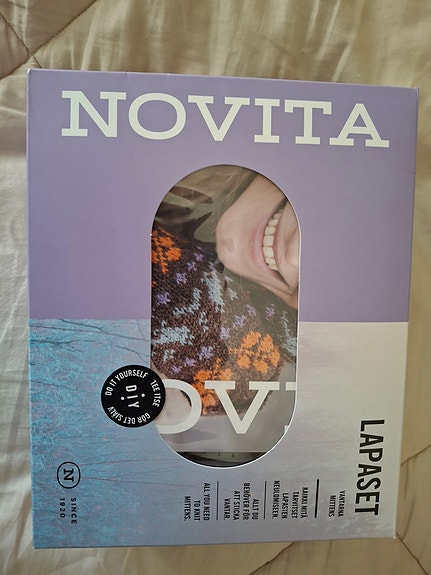 NOVITA
OVI
DO IT YOURSELF
TEE ITSE
GÖR DET SJÄLV
DiY
LAPASET
VANTARNA
MITTENS
KAIKKI MITÄ
TARVITSET
LAPASTEN
NEULOMISEEN.
ALLT DU
BEHÖVER FÖR
ATT STICKA
VANTAR
ALL YOU NEED
TO KNIT
MITTENS.
N
SINCE
1920